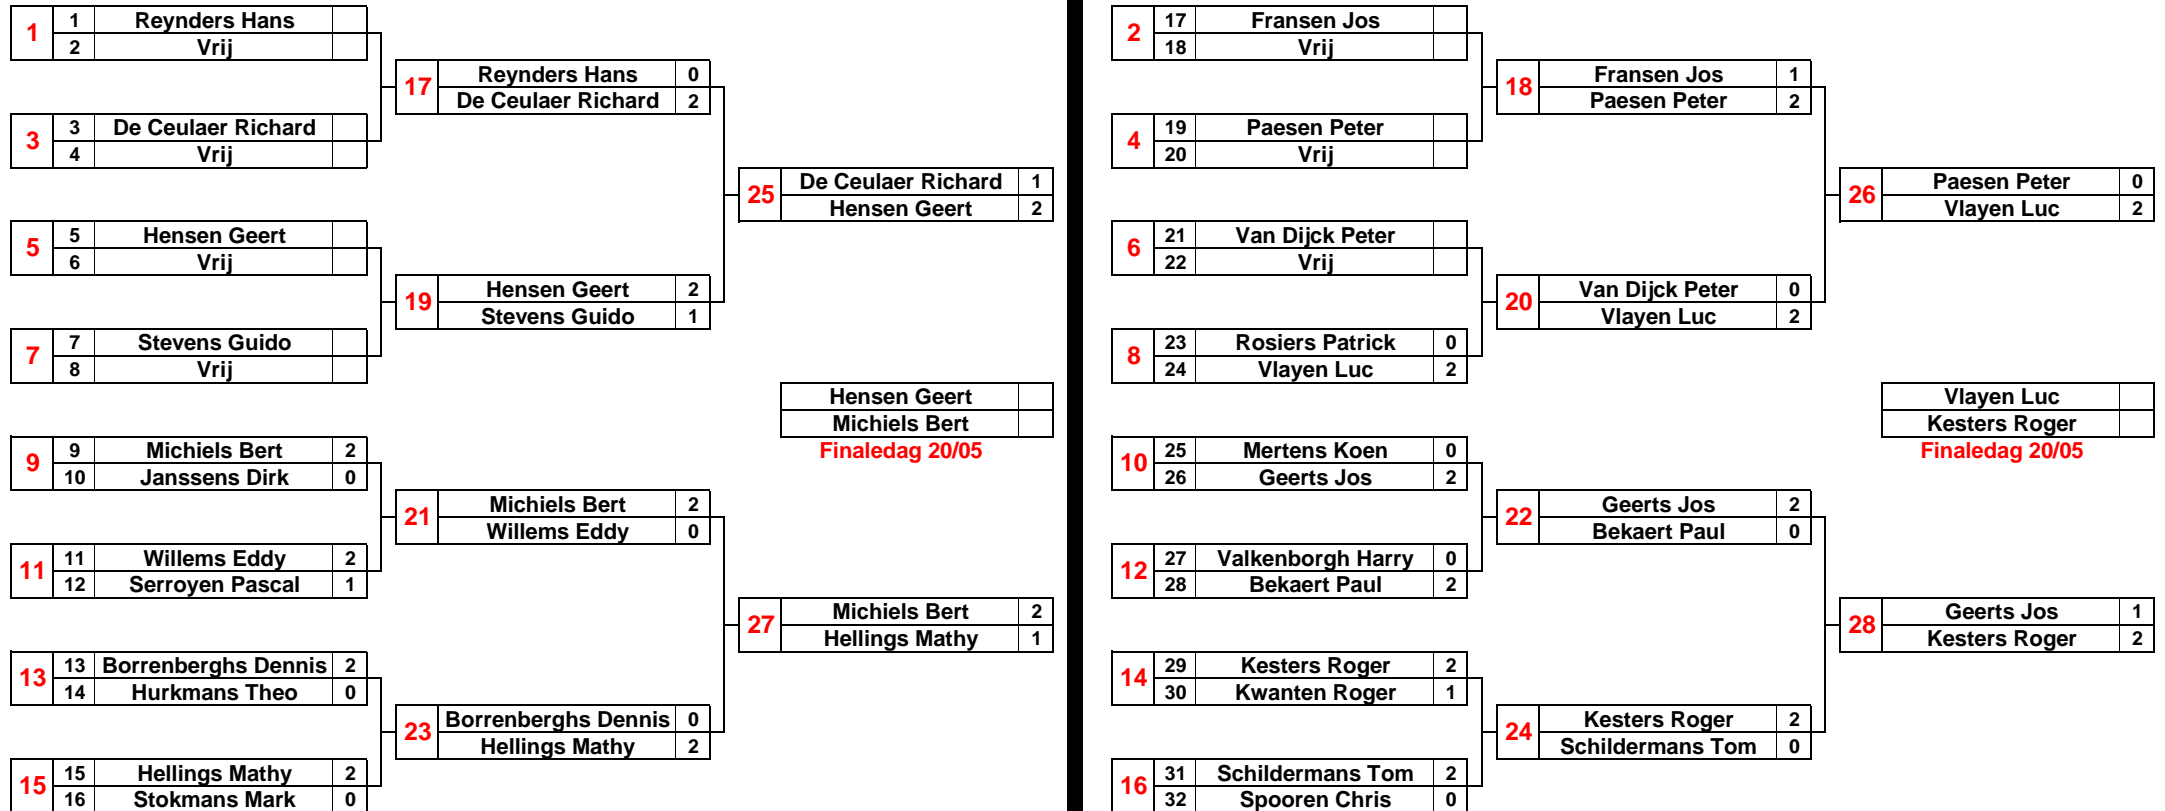 1 1 Reynders Hans
2 Vrij
17 Reynders Hans 0
De Ceulaer Richard 2
3 3 De Ceulaer Richard
4 Vrij
25 De Ceulaer Richard 1
Hensen Geert 2
5 5 Hensen Geert
6 Vrij
19 Hensen Geert 2
Stevens Guido 1
7 7 Stevens Guido
8 Vrij
Hensen Geert
Michiels Bert
Finaledag 20/05
9 9 Michiels Bert 2
10 Janssens Dirk 0
21 Michiels Bert 2
Willems Eddy 0
11 11 Willems Eddy 2
12 Serroyen Pascal 1
27 Michiels Bert 2
Hellings Mathy 1
13 13 Borrenberghs Dennis 2
14 Hurkmans Theo 0
23 Borrenberghs Dennis 0
Hellings Mathy 2
15 15 Hellings Mathy 2
16 Stokmans Mark 0
2 17 Fransen Jos
18 Vrij
18 Fransen Jos 1
Paesen Peter 2
4 19 Paesen Peter
20 Vrij
26 Paesen Peter 0
Vlayen Luc 2
6 21 Van Dijck Peter
22 Vrij
20 Van Dijck Peter 0
Vlayen Luc 2
8 23 Rosiers Patrick 0
24 Vlayen Luc 2
Vlayen Luc
Kesters Roger
Finaledag 20/05
10 25 Mertens Koen 0
26 Geerts Jos 2
22 Geerts Jos 2
Bekaert Paul 0
12 27 Valkenborgh Harry 0
28 Bekaert Paul 2
28 Geerts Jos 1
Kesters Roger 2
14 29 Kesters Roger 2
30 Kwanten Roger 1
24 Kesters Roger 2
Schildermans Tom 0
16 31 Schildermans Tom 2
32 Spooren Chris 0